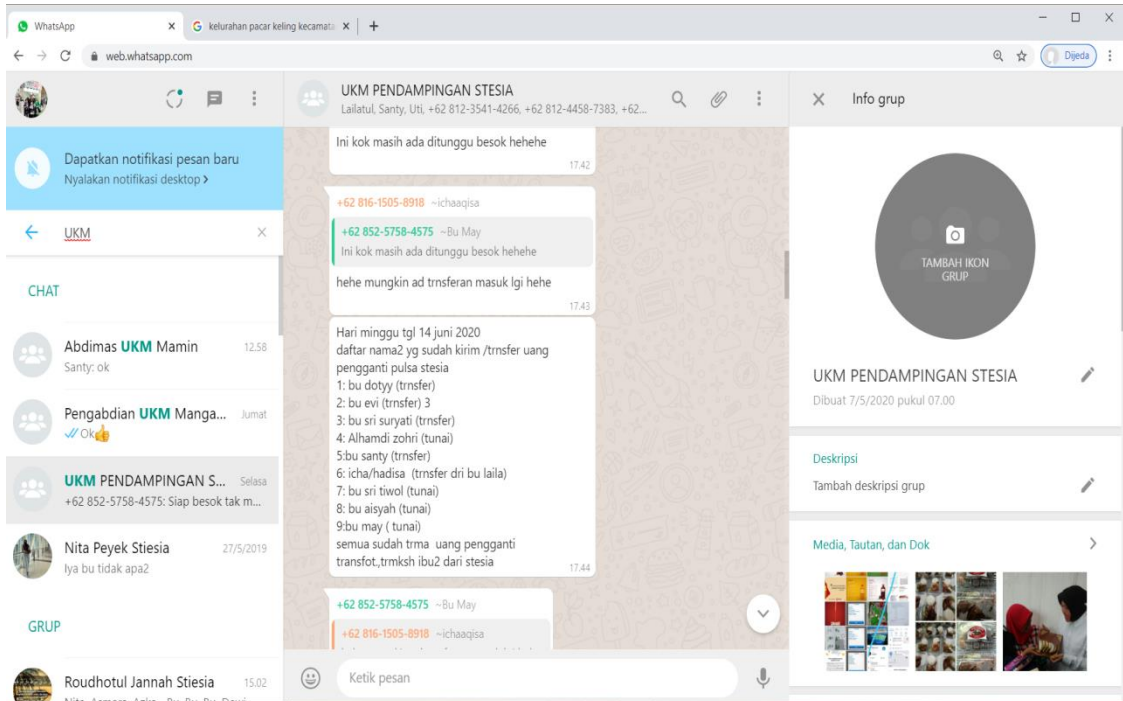 WhatsApp
kelurahan pacar keling kecamata
web.whatsapp.com
Dijeda
Dapatkan notifikasi pesan baru
Nyalakan notifikasi desktop >
UKM
CHAT
Abdimas UKM Mamin 12.58
Santy: ok
Pengabdian UKM Manga... Jumat
Ok
UKM PENDAMPINGAN S... Selasa
+62 852-5758-4575: Siap besok tak m...
Nita Peyek Stiesia 27/5/2019
Iya bu tidak apa2
GRUP
Roudhotul Jannah Stiesia 15.02
UKM PENDAMPINGAN STESIA
Lailatul, Santy, Uti, +62 812-3541-4266, +62 812-4458-7383, +62...
Ini kok masih ada ditunggu besok hehehe
17.42
+62 816-1505-8918 ~ichaaqisa
+62 852-5758-4575 ~Bu May
Ini kok masih ada ditunggu besok hehehe
hehe mungkin ad trnsferan masuk lgi hehe
17.43
Hari minggu tgl 14 juni 2020
daftar nama2 yg sudah kirim /trnsfer uang
pengganti pulsa stesia
1: bu dotyy (trnsfer)
2: bu evi (trnsfer) 3
3: bu sri suryati (trnsfer)
4: Alhamdi zohri (tunai)
5:bu santy (trnsfer)
6: icha/hadisa (trnsfer dri bu laila)
7: bu sri tiwol (tunai)
8: bu aisyah (tunai)
9:bu may ( tunai)
semua sudah trma uang pengganti
transfot.,trmksh ibu2 dari stesia
17.44
+62 852-5758-4575 ~Bu May
+62 816-1505-8918 ~ichaaqisa
Ketik pesan
Info grup
TAMBAH IKON
GRUP
UKM PENDAMPINGAN STESIA
Dibuat 7/5/2020 pukul 07.00
Deskripsi
Tambah deskripsi grup
Media, Tautan, dan Dok